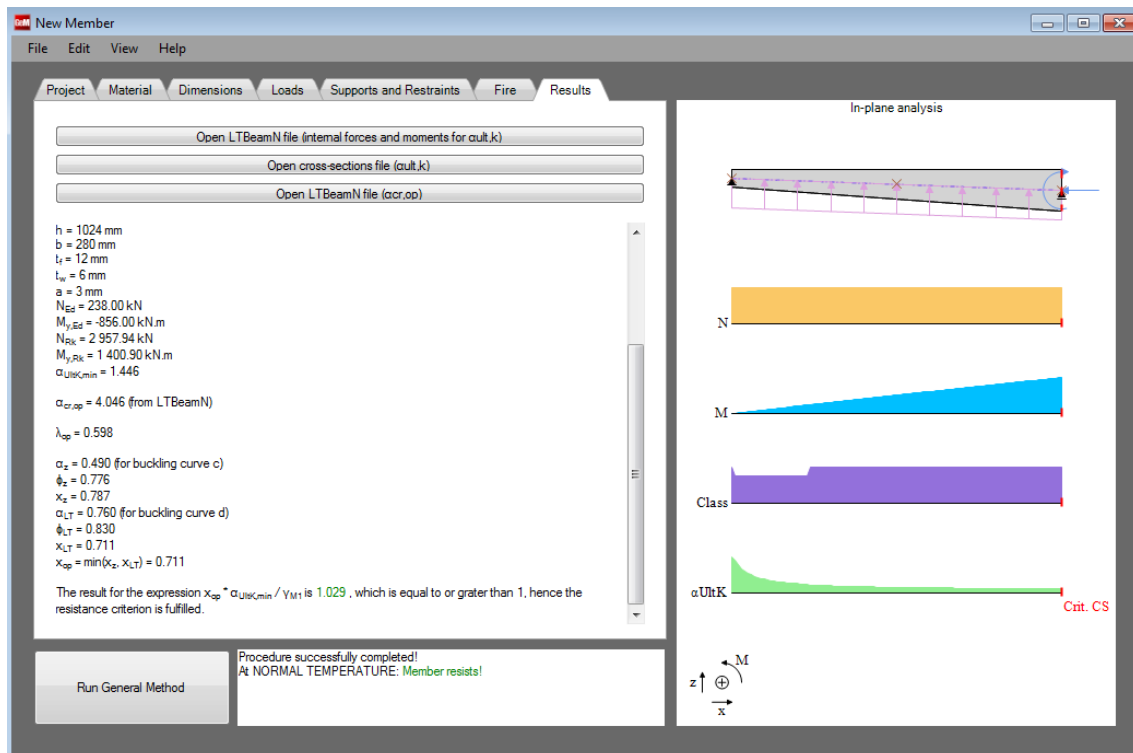 GeM New Member
File Edit View Help
Project Material Dimensions Loads Supports and Restraints Fire Results
Open LTBeamN file (internal forces and moments for αult,k)
Open cross-sections file (αult,k)
Open LTBeamN file (αcr,op)
h = 1024 mm
b = 280 mm
tf = 12 mm
tw = 6 mm
a = 3 mm
NEd = 238.00 kN
My,Ed = -856.00 kN.m
NRk = 2 957.94 kN
My,Rk = 1 400.90 kN.m
αUltK,min = 1.446
αcr,op = 4.046 (from LTBeamN)
λop = 0.598
αz = 0.490 (for buckling curve c)
ϕz = 0.776
xz = 0.787
αLT = 0.760 (for buckling curve d)
ϕLT = 0.830
xLT = 0.711
xop = min(xz, xLT) = 0.711
The result for the expression xop * αUltK,min / γM1 is 1.029 , which is equal to or grater than 1, hence the
resistance criterion is fulfilled.
Run General Method
Procedure successfully completed!
At NORMAL TEMPERATURE: Member resists!
In-plane analysis
N
M
Class
αUltK
Crit. CS
M
z
x